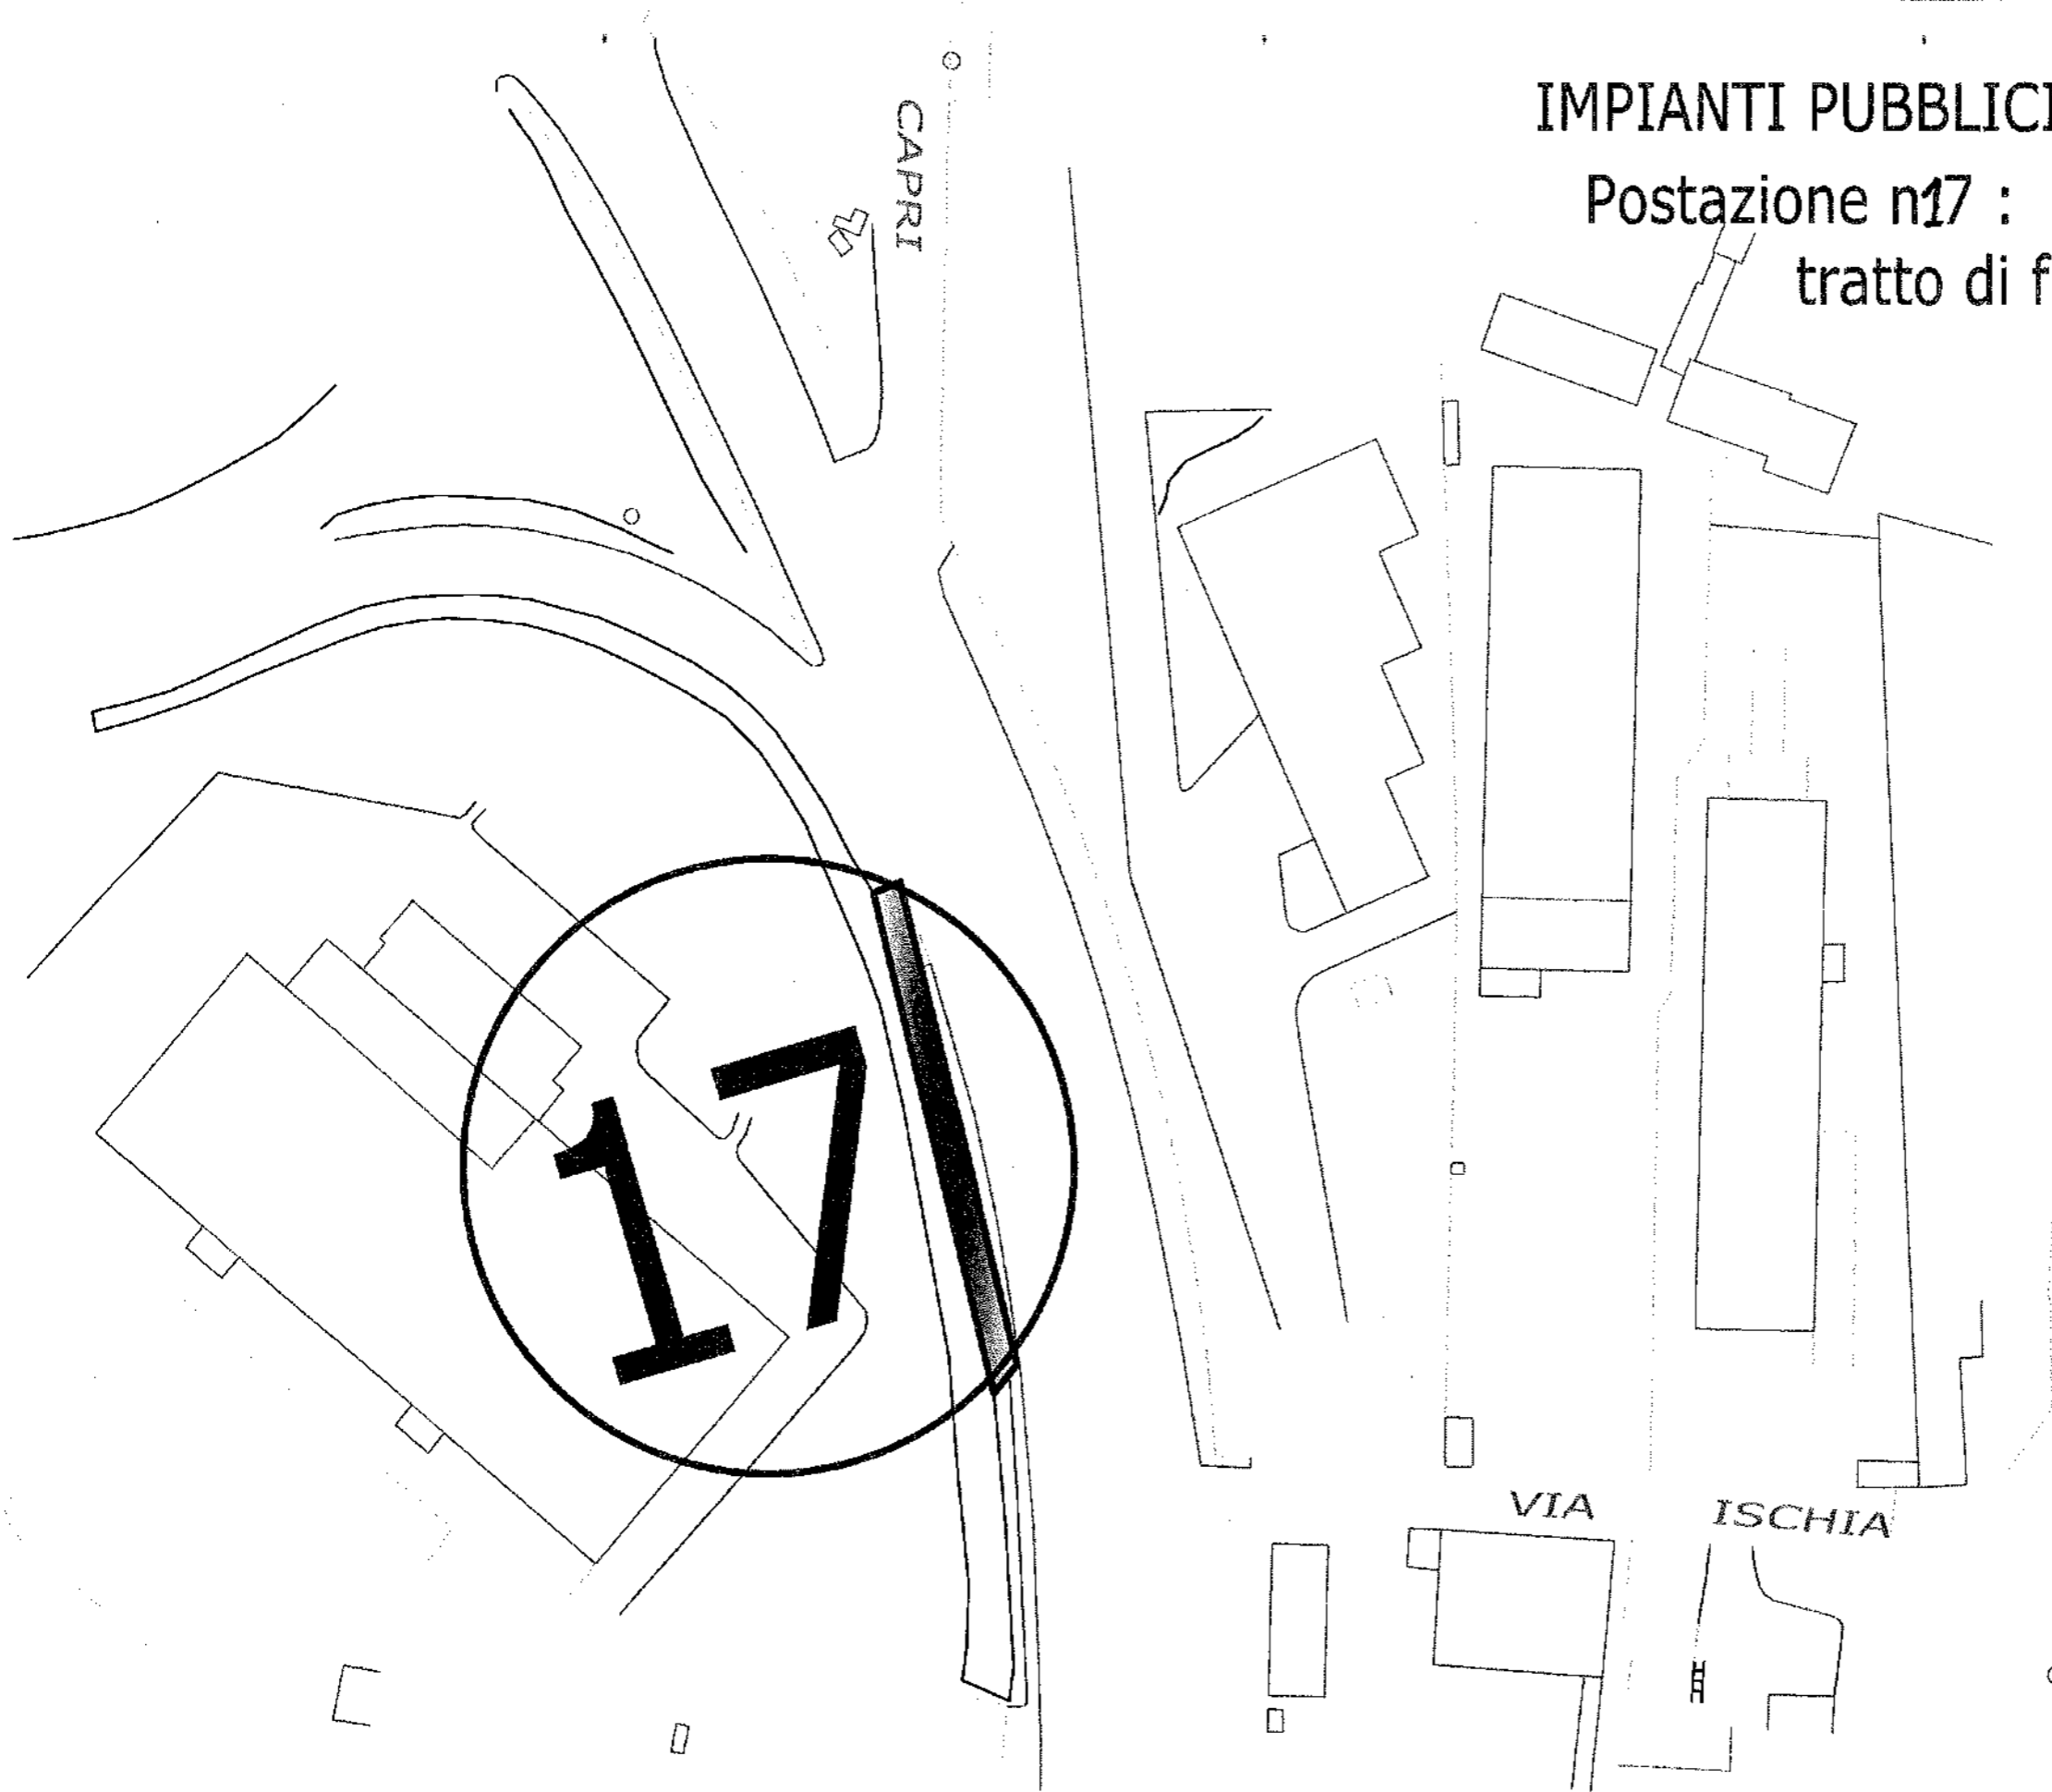 IMPIANTI PUBBLICI
Postazione n17 :
tratto di f
CAPRI
17
VIA ISCHIA